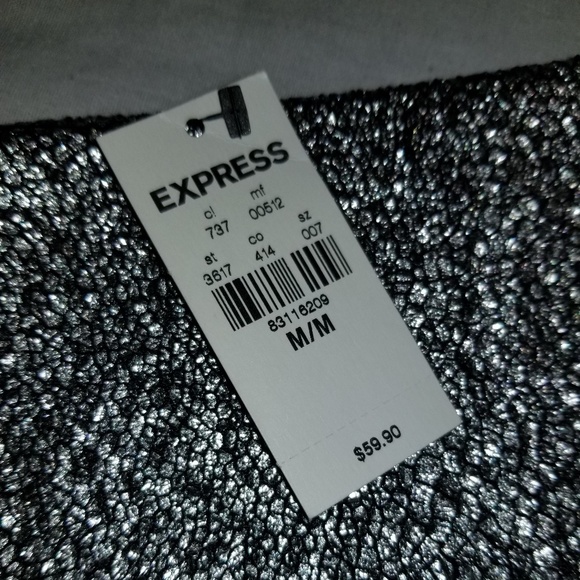 EXPRESS
cl mf
737 00512
st co sz
3617 414 007
83116209
M/M
$59.90